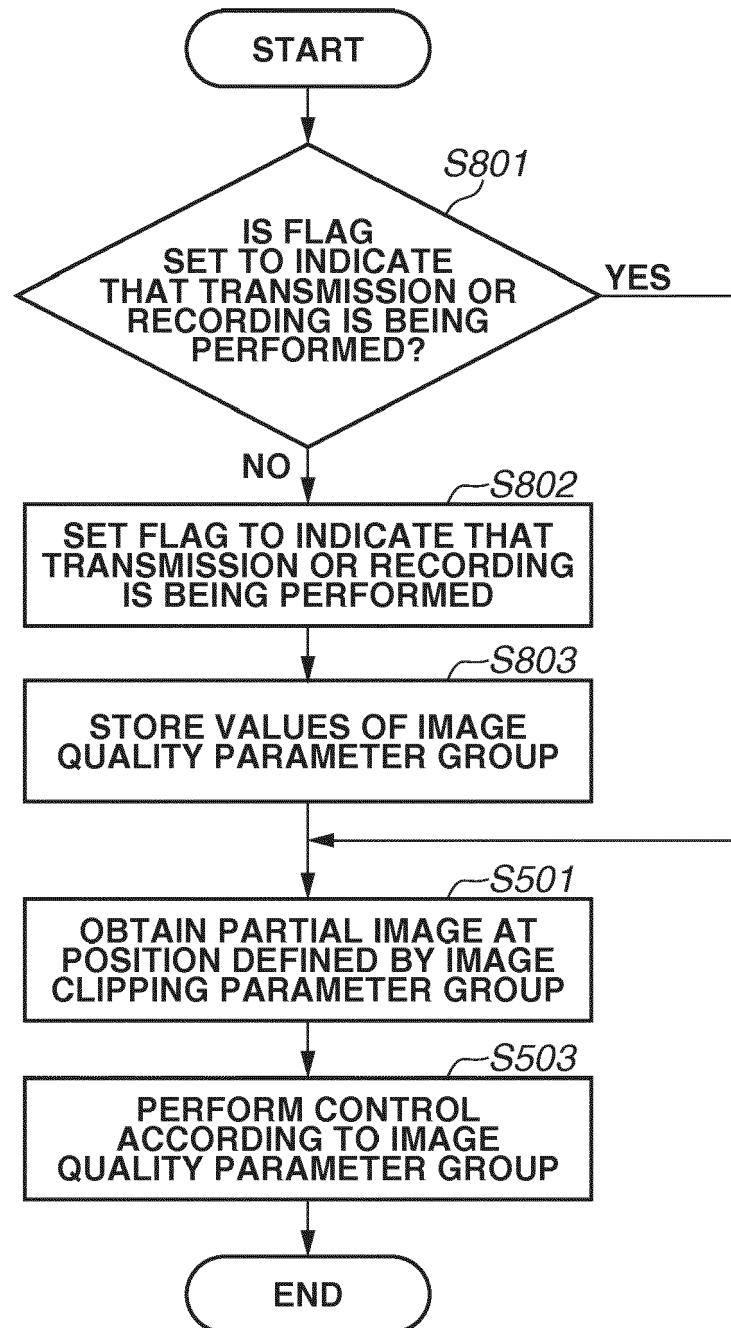 START
S801
IS FLAG
SET TO INDICATE
THAT TRANSMISSION OR
RECORDING IS BEING
PERFORMED?
YES
NO
S802
SET FLAG TO INDICATE THAT
TRANSMISSION OR RECORDING
IS BEING PERFORMED
S803
STORE VALUES OF IMAGE
QUALITY PARAMETER GROUP
S501
OBTAIN PARTIAL IMAGE AT
POSITION DEFINED BY IMAGE
CLIPPING PARAMETER GROUP
S503
PERFORM CONTROL
ACCORDING TO IMAGE
QUALITY PARAMETER GROUP
END